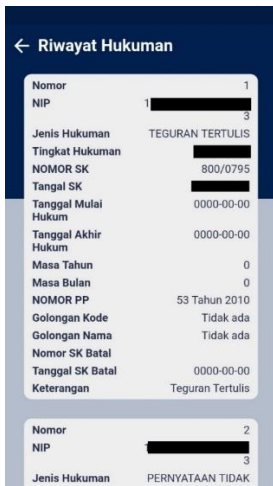 ← Riwayat Hukuman
Nomor 1
NIP 1
3
Jenis Hukuman TEGURAN TERTULIS
Tingkat Hukuman
NOMOR SK 800/0795
Tangal SK
Tanggal Mulai Hukum 0000-00-00
Tanggal Akhir Hukum 0000-00-00
Masa Tahun 0
Masa Bulan 0
NOMOR PP 53 Tahun 2010
Golongan Kode Tidak ada
Golongan Nama Tidak ada
Nomor SK Batal
Tanggal SK Batal 0000-00-00
Keterangan Teguran Tertulis
Nomor 2
NIP 1
3
Jenis Hukuman PERNYATAAN TIDAK